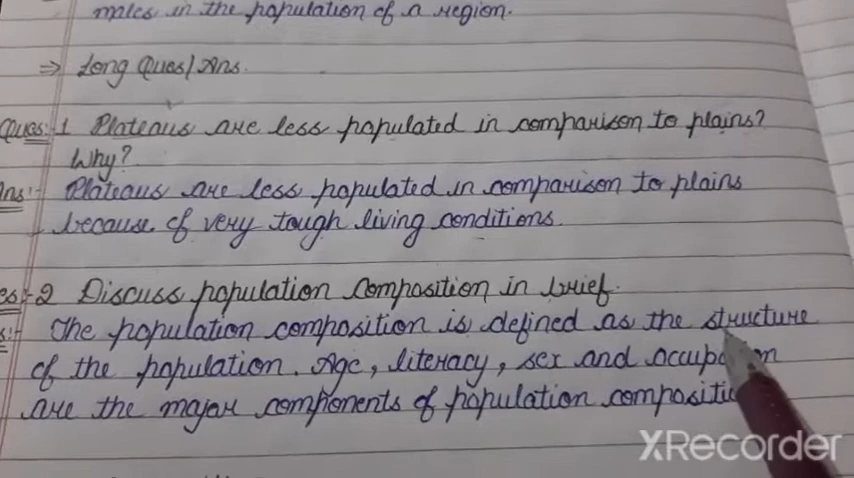 males in the population of a region.
⇒ Long Ques/Ans.
Ques:-1 Plateaus are less populated in comparison to plains?
Why?
Ans:- Plateaus are less populated in comparison to plains
because of very tough living conditions.
es:-2 Discuss population composition in brief.
s:- The population composition is defined as the structure
of the population. Age, literacy, sex and occupation
are the major components of population compositi
XRecorder